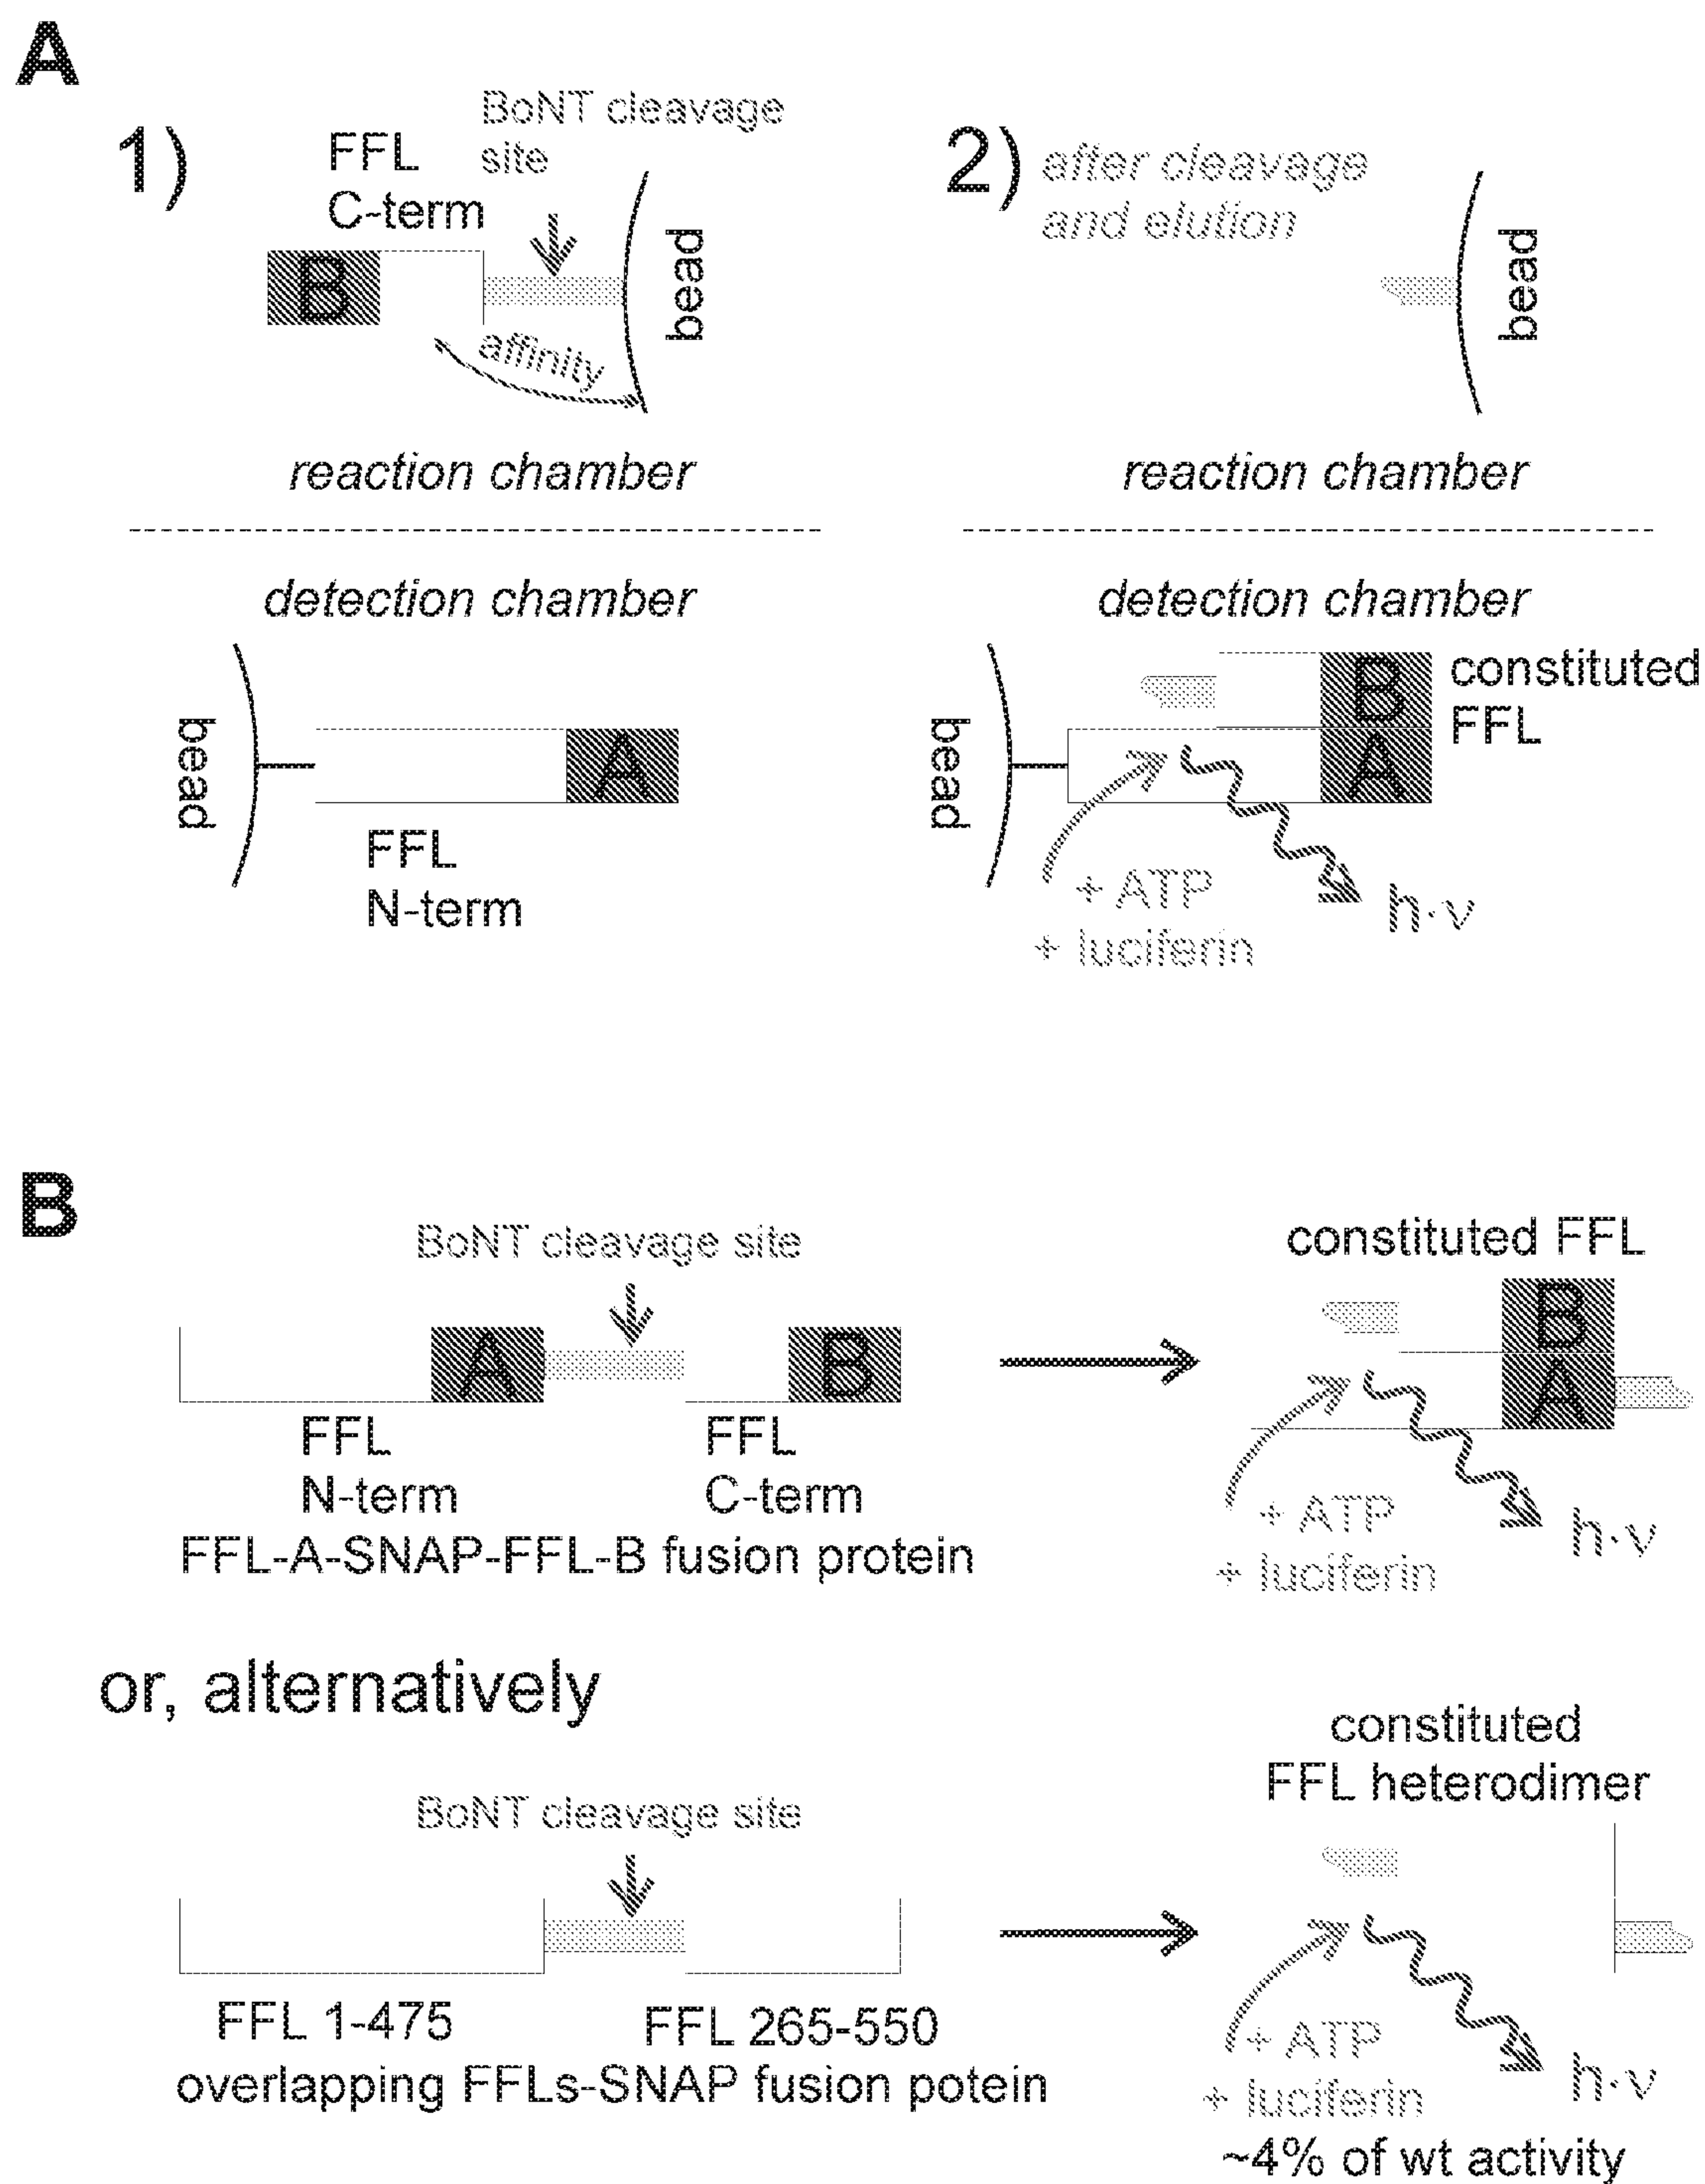 A
1)
BoNT cleavage
site
FFL
C-term
B
bead
affinity
reaction chamber
detection chamber
bead
A
FFL
N-term
2)
after cleavage
and elution
bead
reaction chamber
detection chamber
bead
B
A
constituted
FFL
+ ATP
+ luciferin
h·ν
B
BoNT cleavage site
A
B
FFL
N-term
FFL
C-term
FFL-A-SNAP-FFL-B fusion protein
constituted FFL
B
A
+ ATP
+ luciferin
h·ν
or, alternatively
BoNT cleavage site
FFL 1-475
FFL 265-550
overlapping FFLs-SNAP fusion potein
constituted
FFL heterodimer
+ ATP
+ luciferin
h·ν
~4% of wt activity